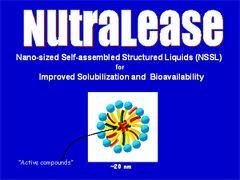 NUTRALEASE
Nano-sized Self-assembled Structured Liquids (NSSL)
for
Improved Solubilization and Bioavailability
"Active compounds"
~20 nm